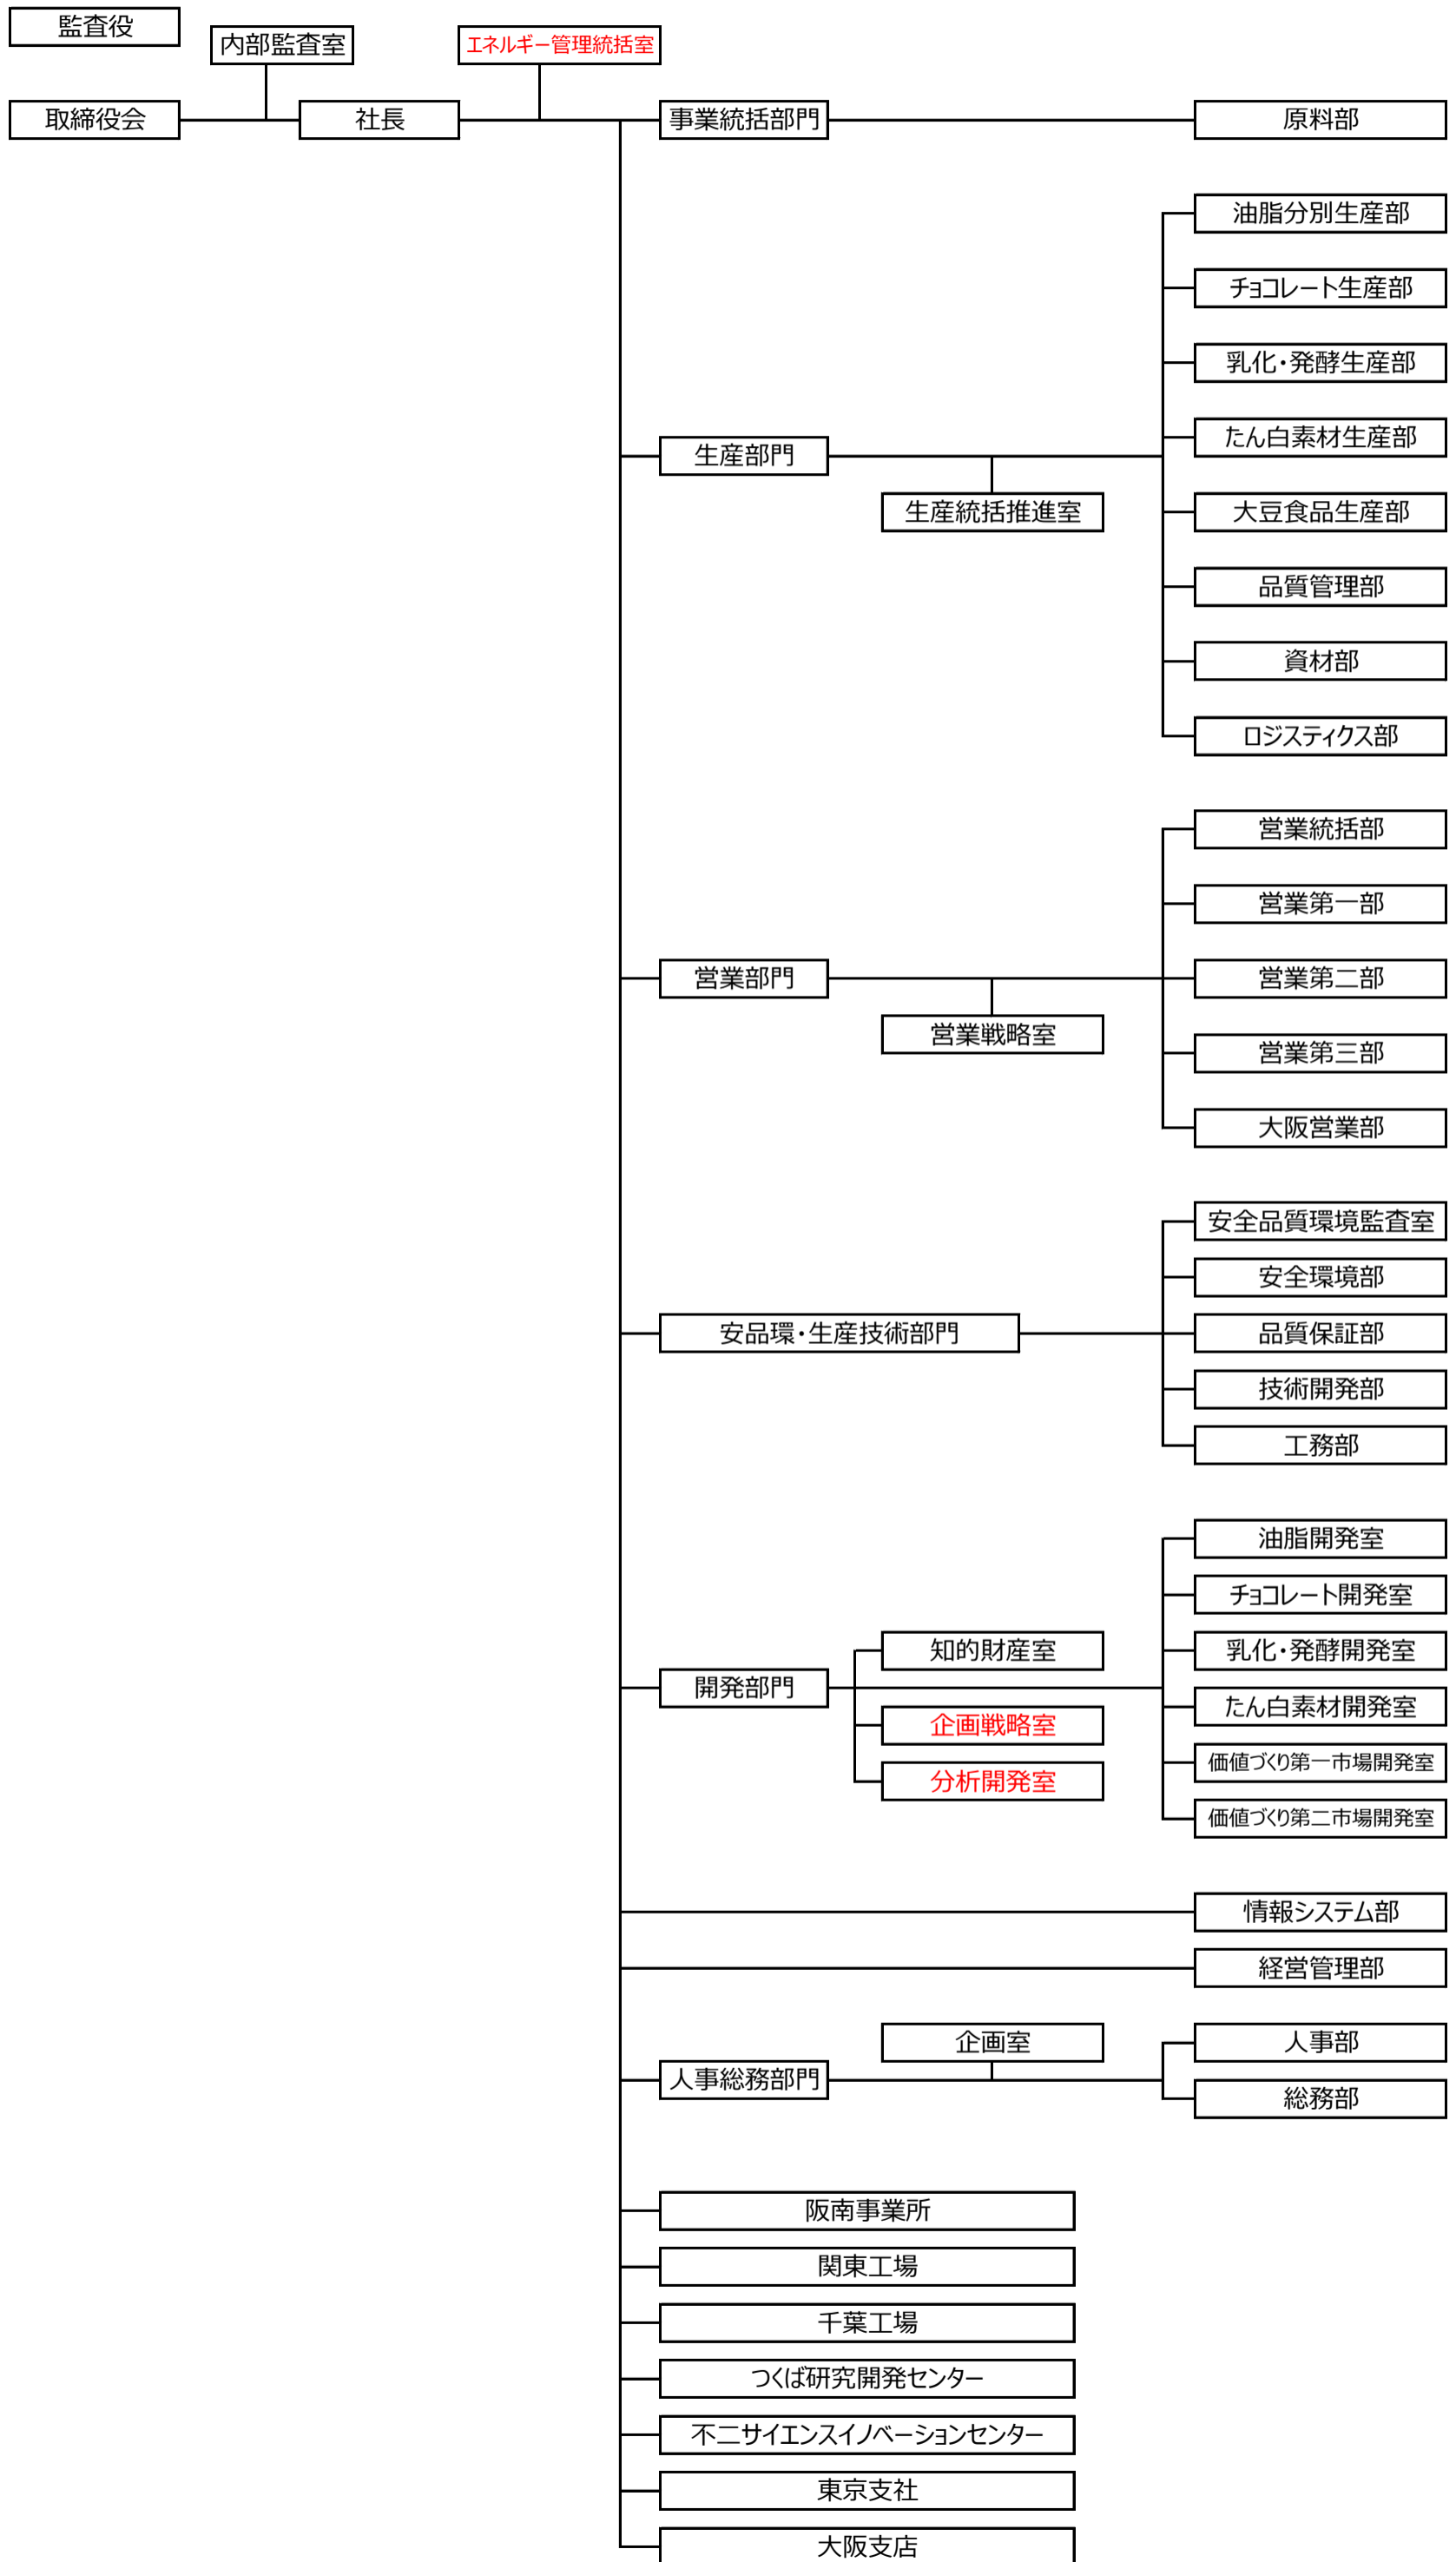 監査役
内部監査室
エネルギー管理統括室
取締役会
社長
事業統括部門
原料部
油脂分別生産部
チョコレート生産部
乳化・発酵生産部
たん白素材生産部
生産部門
生産統括推進室
大豆食品生産部
品質管理部
資材部
ロジスティクス部
営業統括部
営業第一部
営業部門
営業第二部
営業戦略室
営業第三部
大阪営業部
安全品質環境監査室
安全環境部
安品環・生産技術部門
品質保証部
技術開発部
工務部
油脂開発室
チョコレート開発室
知的財産室
乳化・発酵開発室
開発部門
たん白素材開発室
企画戦略室
価値づくり第一市場開発室
分析開発室
価値づくり第二市場開発室
情報システム部
経営管理部
企画室
人事部
人事総務部門
総務部
阪南事業所
関東工場
千葉工場
つくば研究開発センター
不二サイエンスイノベーションセンター
東京支社
大阪支店